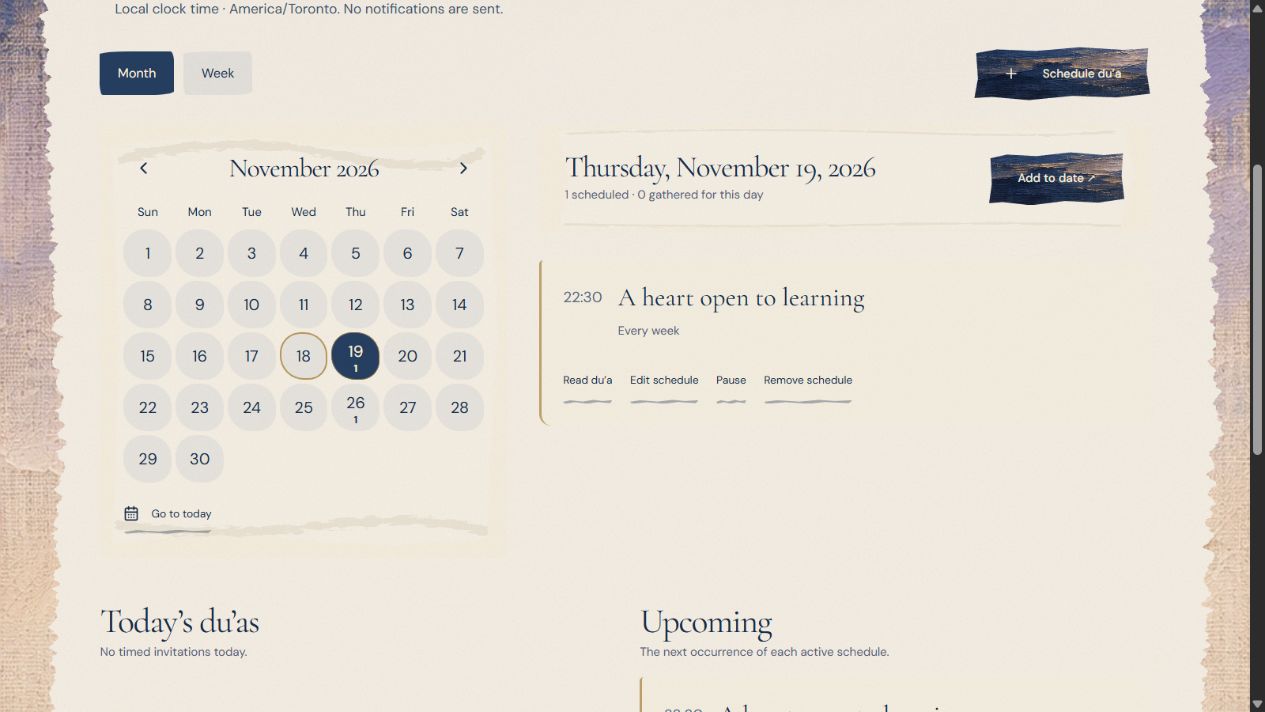 Local clock time · America/Toronto. No notifications are sent.
Month
Week
+ Schedule du’a
November 2026
Sun Mon Tue Wed Thu Fri Sat
1 2 3 4 5 6 7
8 9 10 11 12 13 14
15 16 17 18 19 20 21
1
22 23 24 25 26 27 28
1
29 30
Go to today
Thursday, November 19, 2026
1 scheduled · 0 gathered for this day
Add to date ↗
22:30 A heart open to learning
Every week
Read du’a Edit schedule Pause Remove schedule
Today’s du’as
No timed invitations today.
Upcoming
The next occurrence of each active schedule.